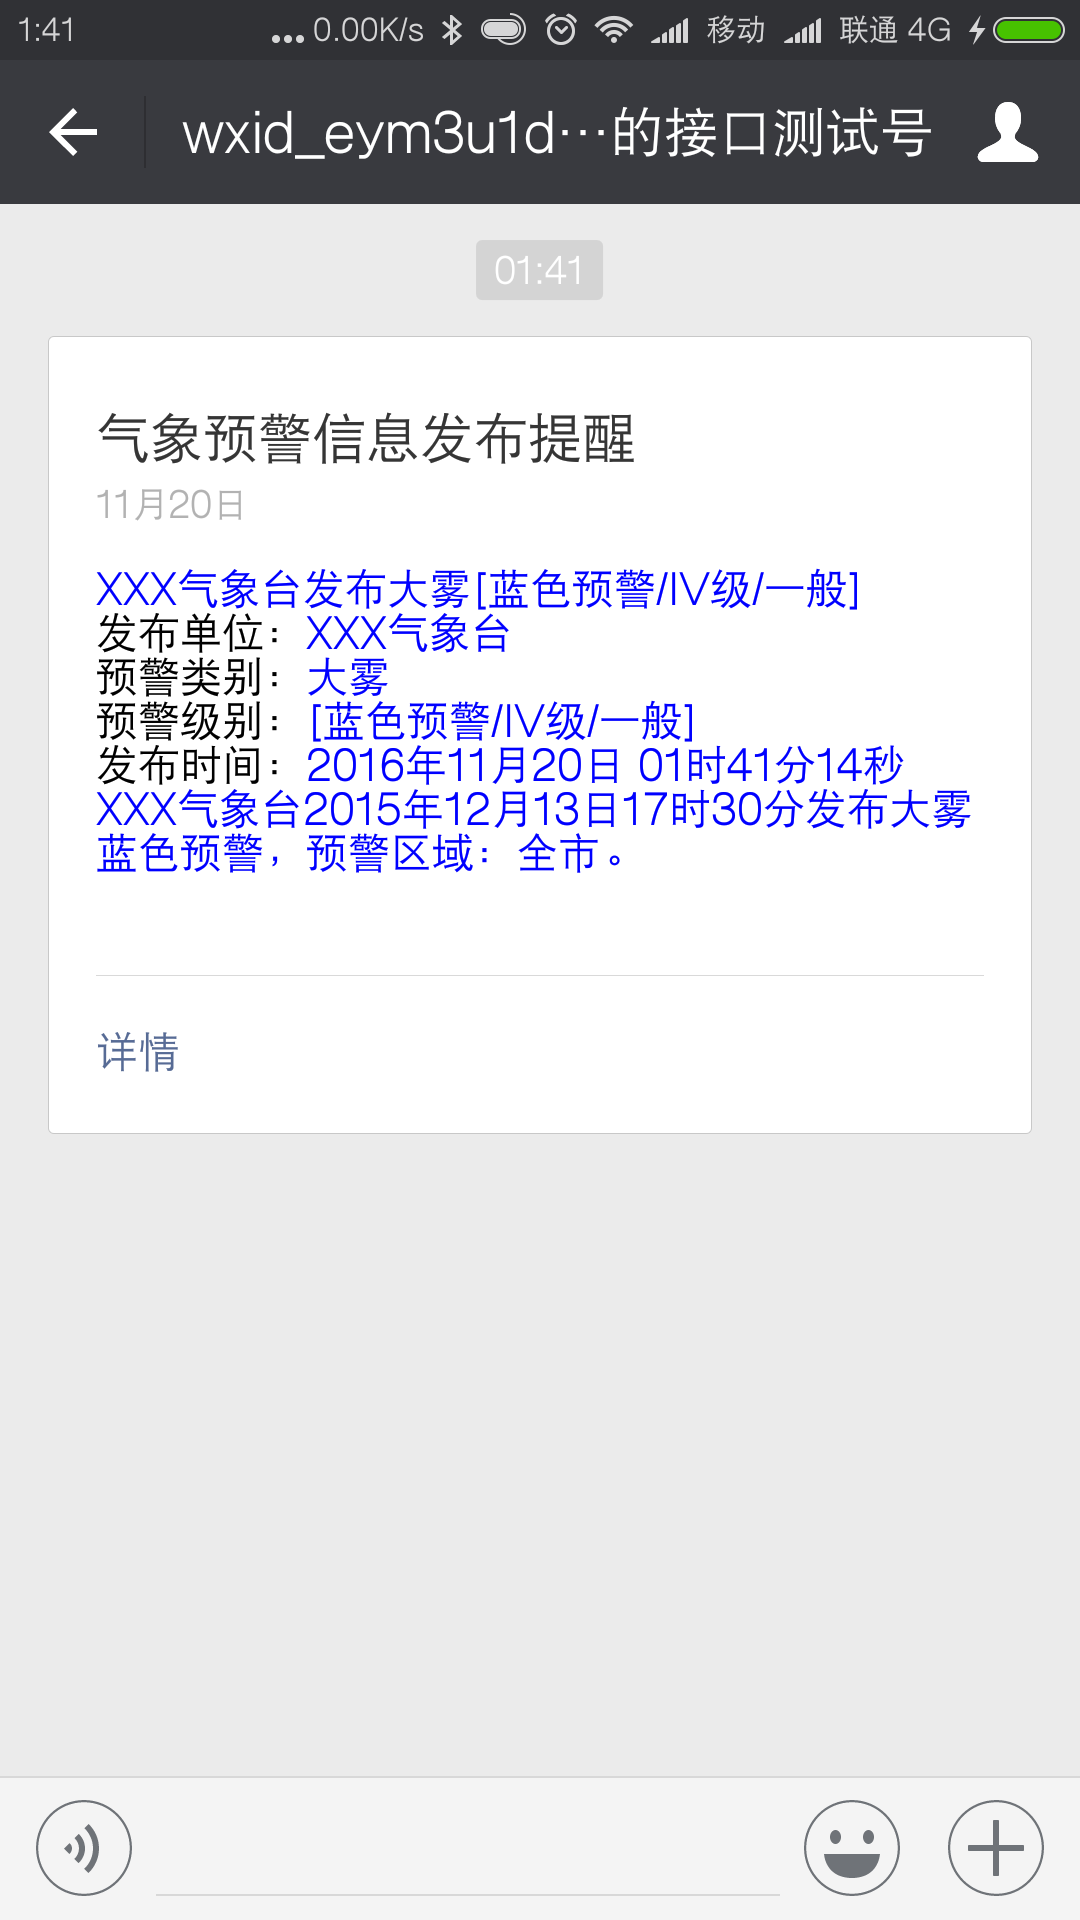 1:41 ... 0.00K/s 移动 联通 4G
wxid_eym3u1d…的接口测试号
01:41
气象预警信息发布提醒
11月20日
XXX气象台发布大雾[蓝色预警/IV级/一般]
发布单位：XXX气象台
预警类别：大雾
预警级别：[蓝色预警/IV级/一般]
发布时间：2016年11月20日 01时41分14秒
XXX气象台2015年12月13日17时30分发布大雾
蓝色预警，预警区域：全市。
详情